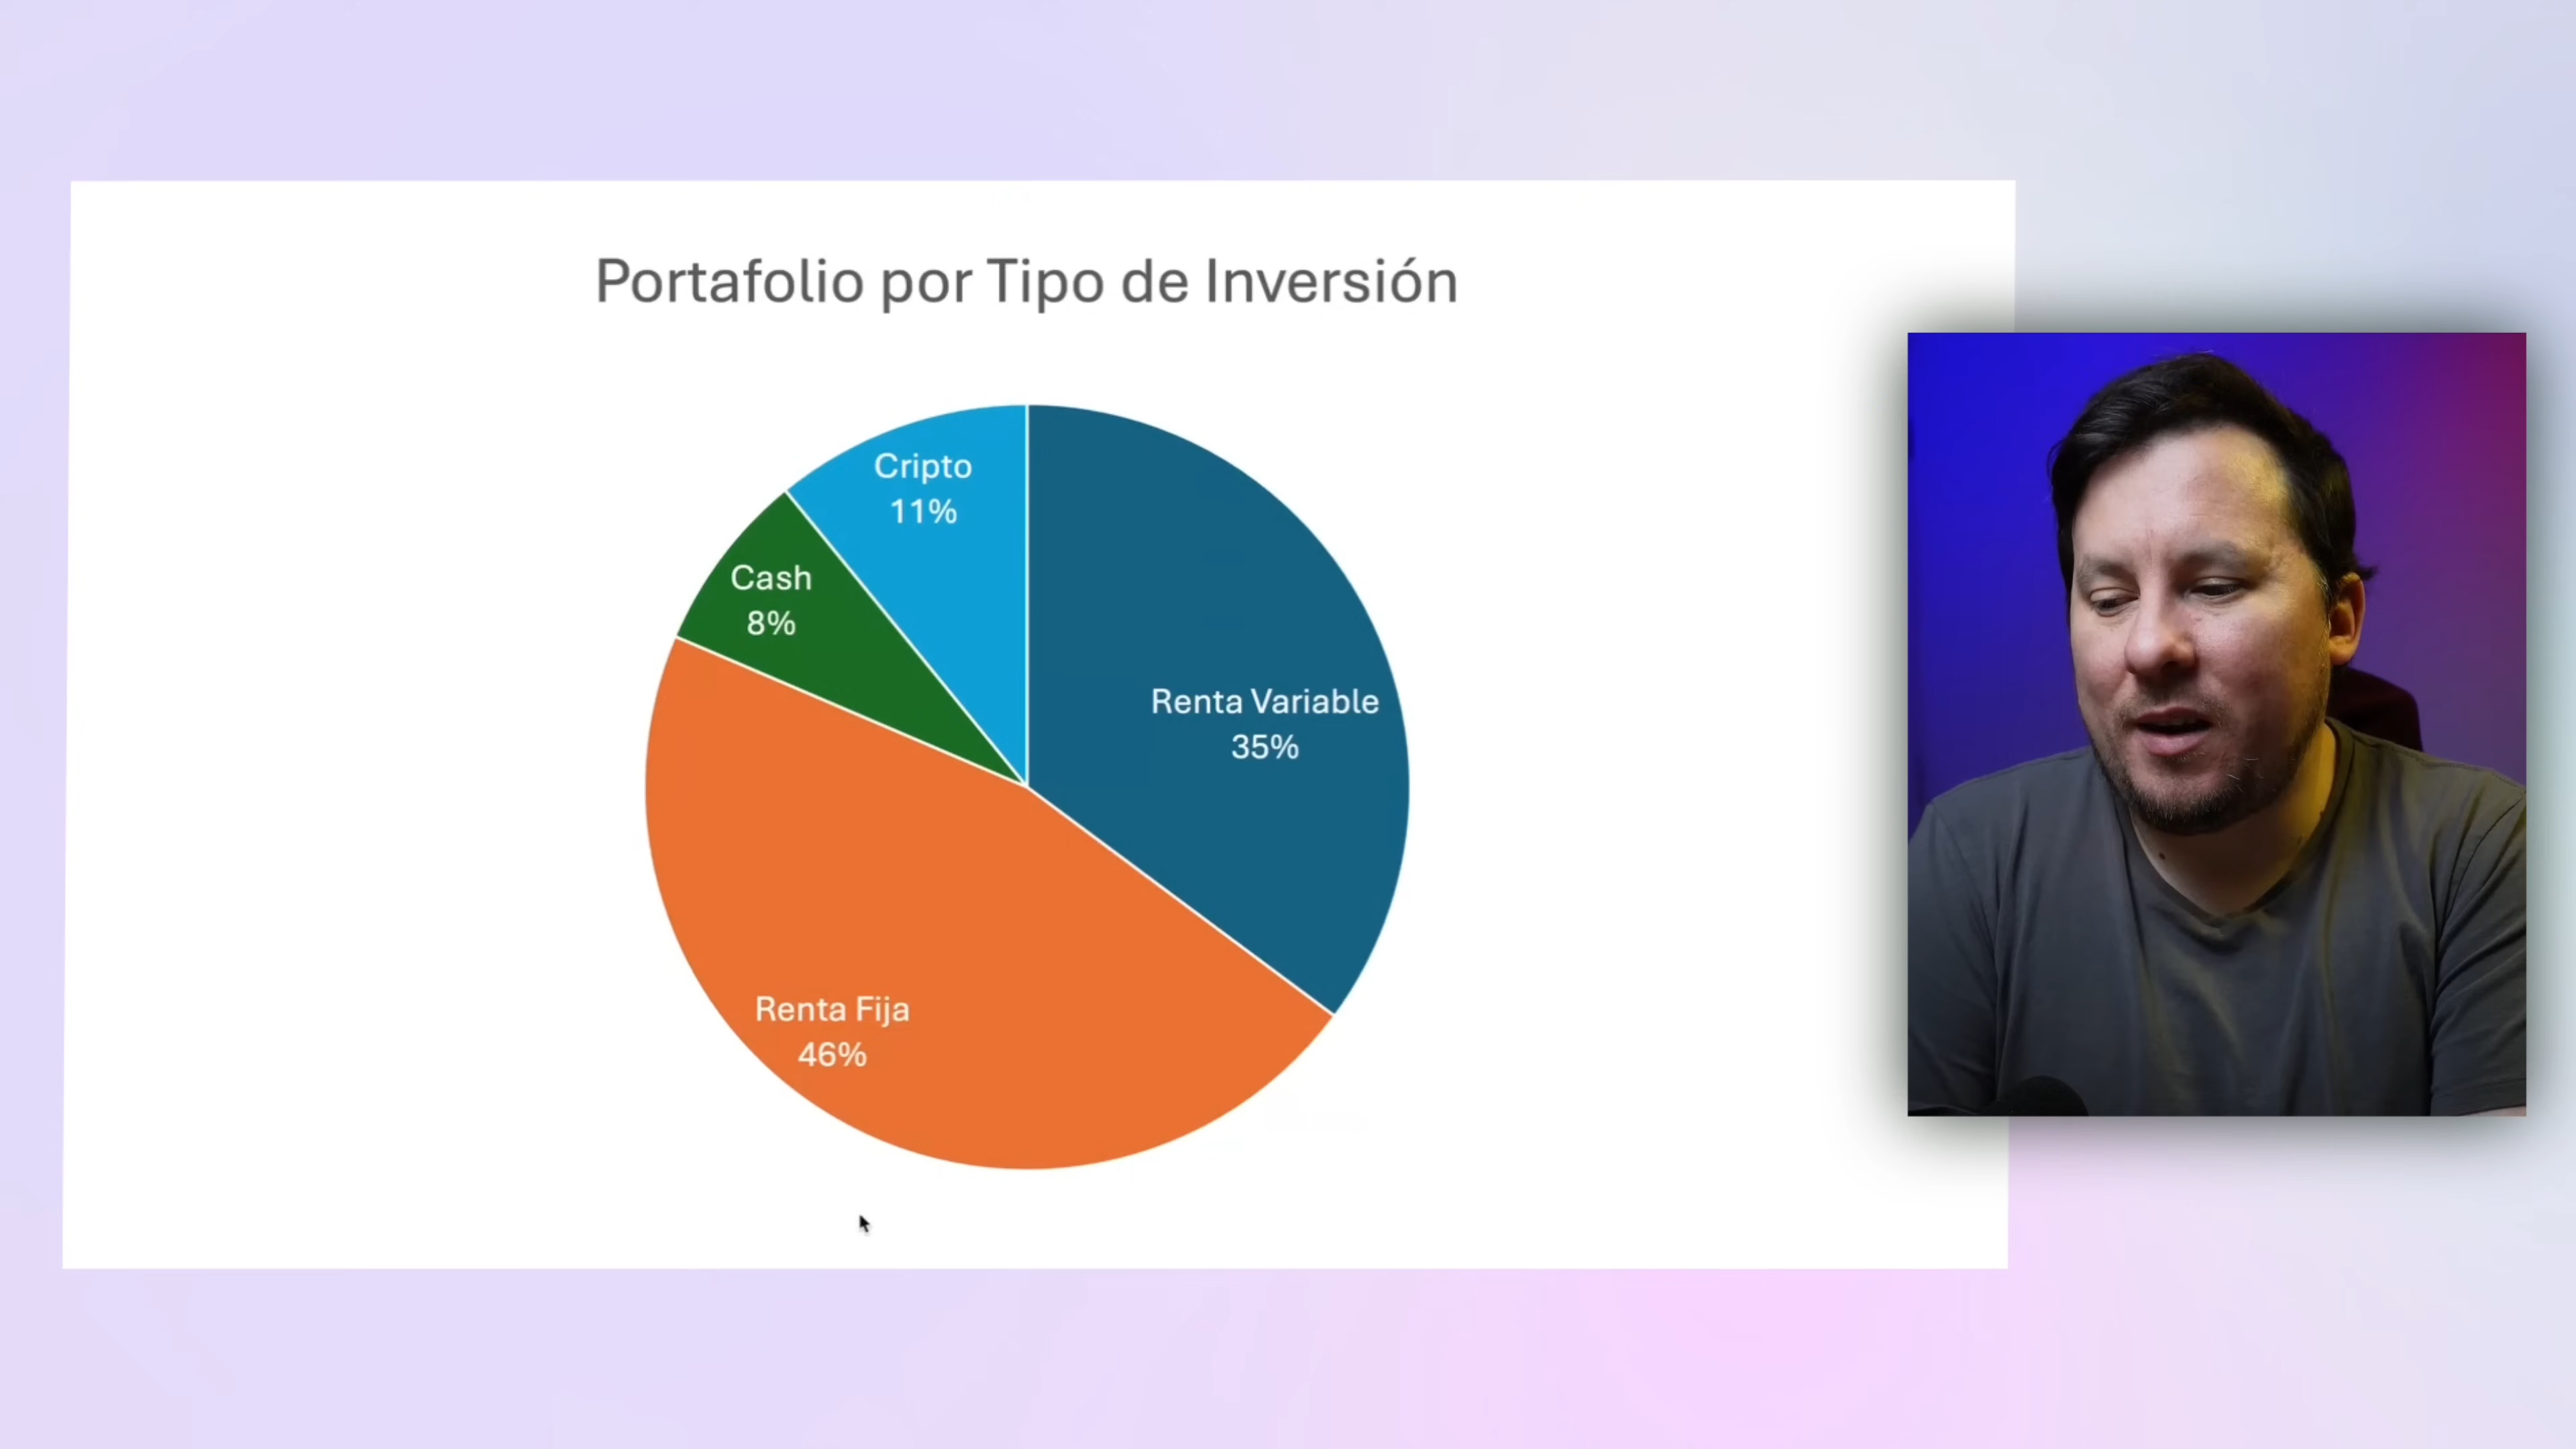 Portafolio por Tipo de Inversión
Cripto
11%
Cash
8%
Renta Variable
35%
Renta Fija
46%